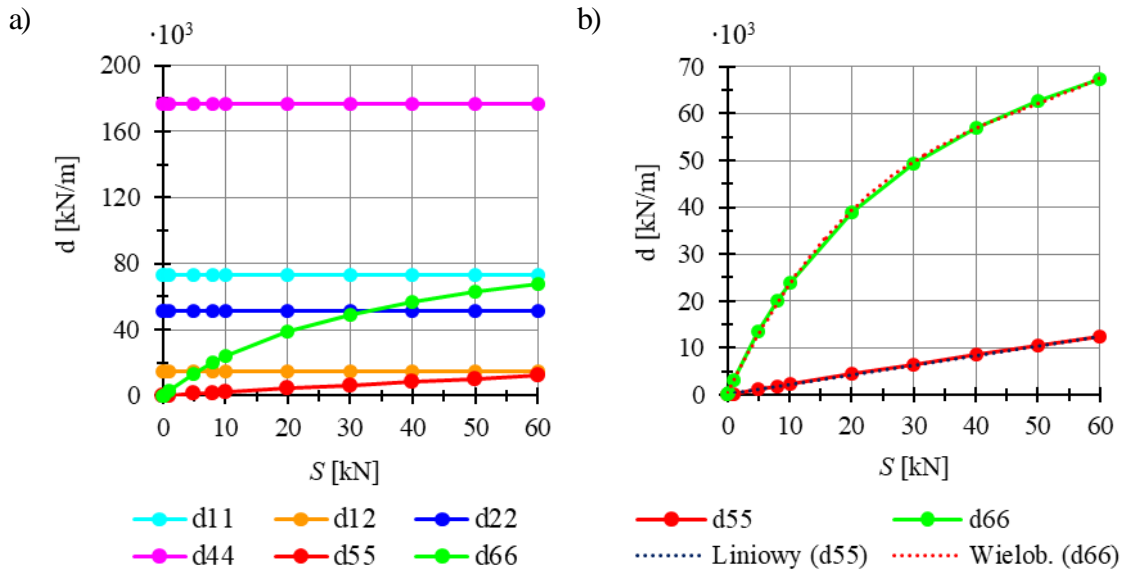 a)
·10³
200
160
120
80
40
0
d [kN/m]
0 10 20 30 40 50 60
S [kN]
d11 d12 d22
d44 d55 d66
b)
·10³
70
60
50
40
30
20
10
0
d [kN/m]
0 10 20 30 40 50 60
S [kN]
d55 d66
Liniowy (d55) Wielob. (d66)